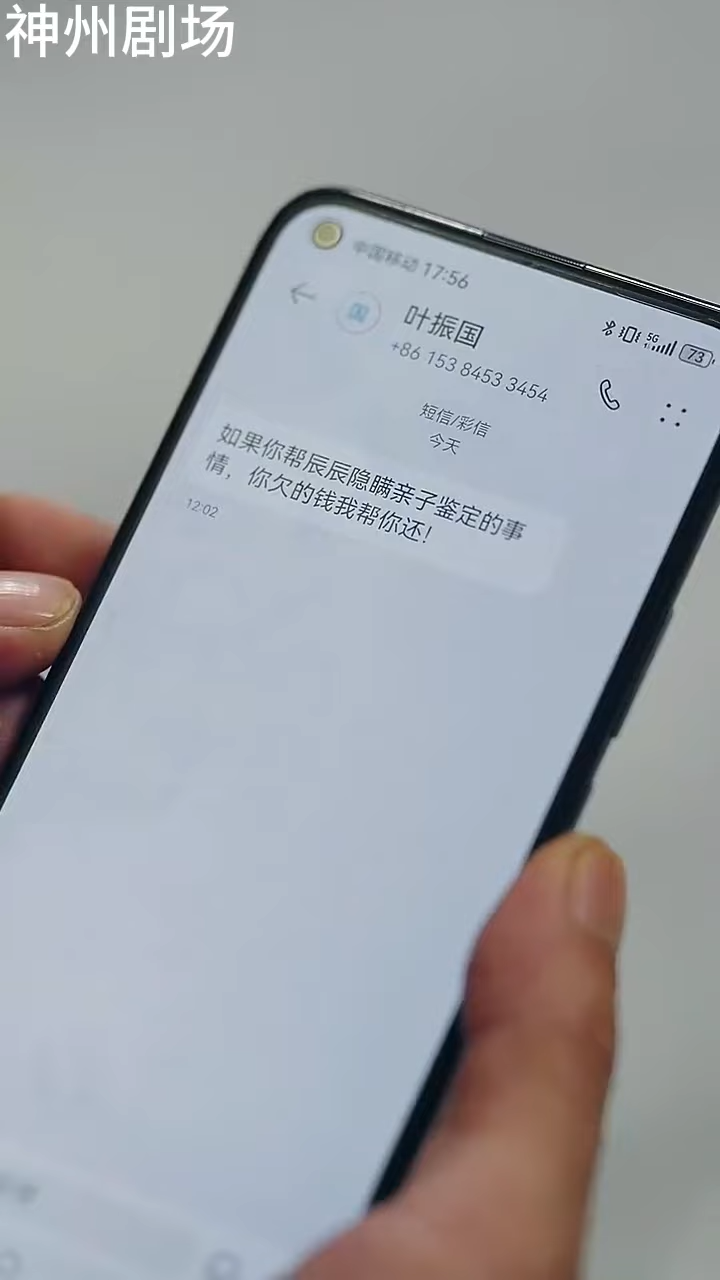 神州剧场
中国移动 17:56
5G
73
国
叶振国
+86 153 8453 3454
短信/彩信
今天
如果你帮辰辰隐瞒亲子鉴定的事
情，你欠的钱我帮你还！
12:02